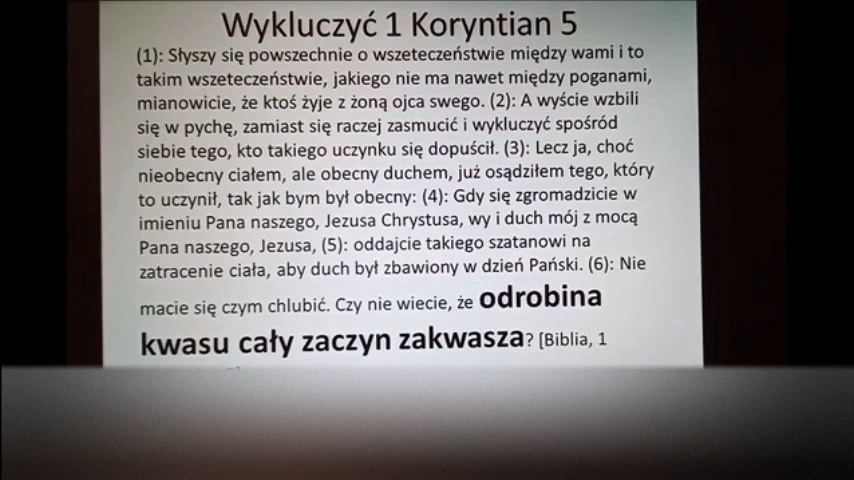 Wykluczyć 1 Koryntian 5
(1): Słyszy się powszechnie o wszeteczeństwie między wami i to
takim wszeteczeństwie, jakiego nie ma nawet między poganami,
mianowicie, że ktoś żyje z żoną ojca swego. (2): A wyście wzbili
się w pychę, zamiast się raczej zasmucić i wykluczyć spośród
siebie tego, kto takiego uczynku się dopuścił. (3): Lecz ja, choć
nieobecny ciałem, ale obecny duchem, już osądziłem tego, który
to uczynił, tak jak bym był obecny: (4): Gdy się zgromadzicie w
imieniu Pana naszego, Jezusa Chrystusa, wy i duch mój z mocą
Pana naszego, Jezusa, (5): oddajcie takiego szatanowi na
zatracenie ciała, aby duch był zbawiony w dzień Pański. (6): Nie
macie się czym chlubić. Czy nie wiecie, że odrobina
kwasu cały zaczyn zakwasza? [Biblia, 1